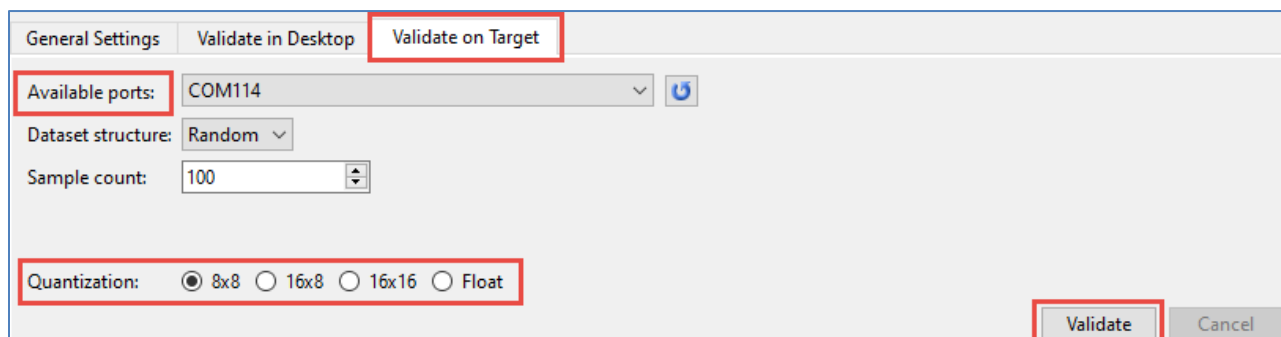 General Settings Validate in Desktop Validate on Target
Available ports: COM114
Dataset structure: Random
Sample count: 100
Quantization: 8x8 16x8 16x16 Float
Validate Cancel